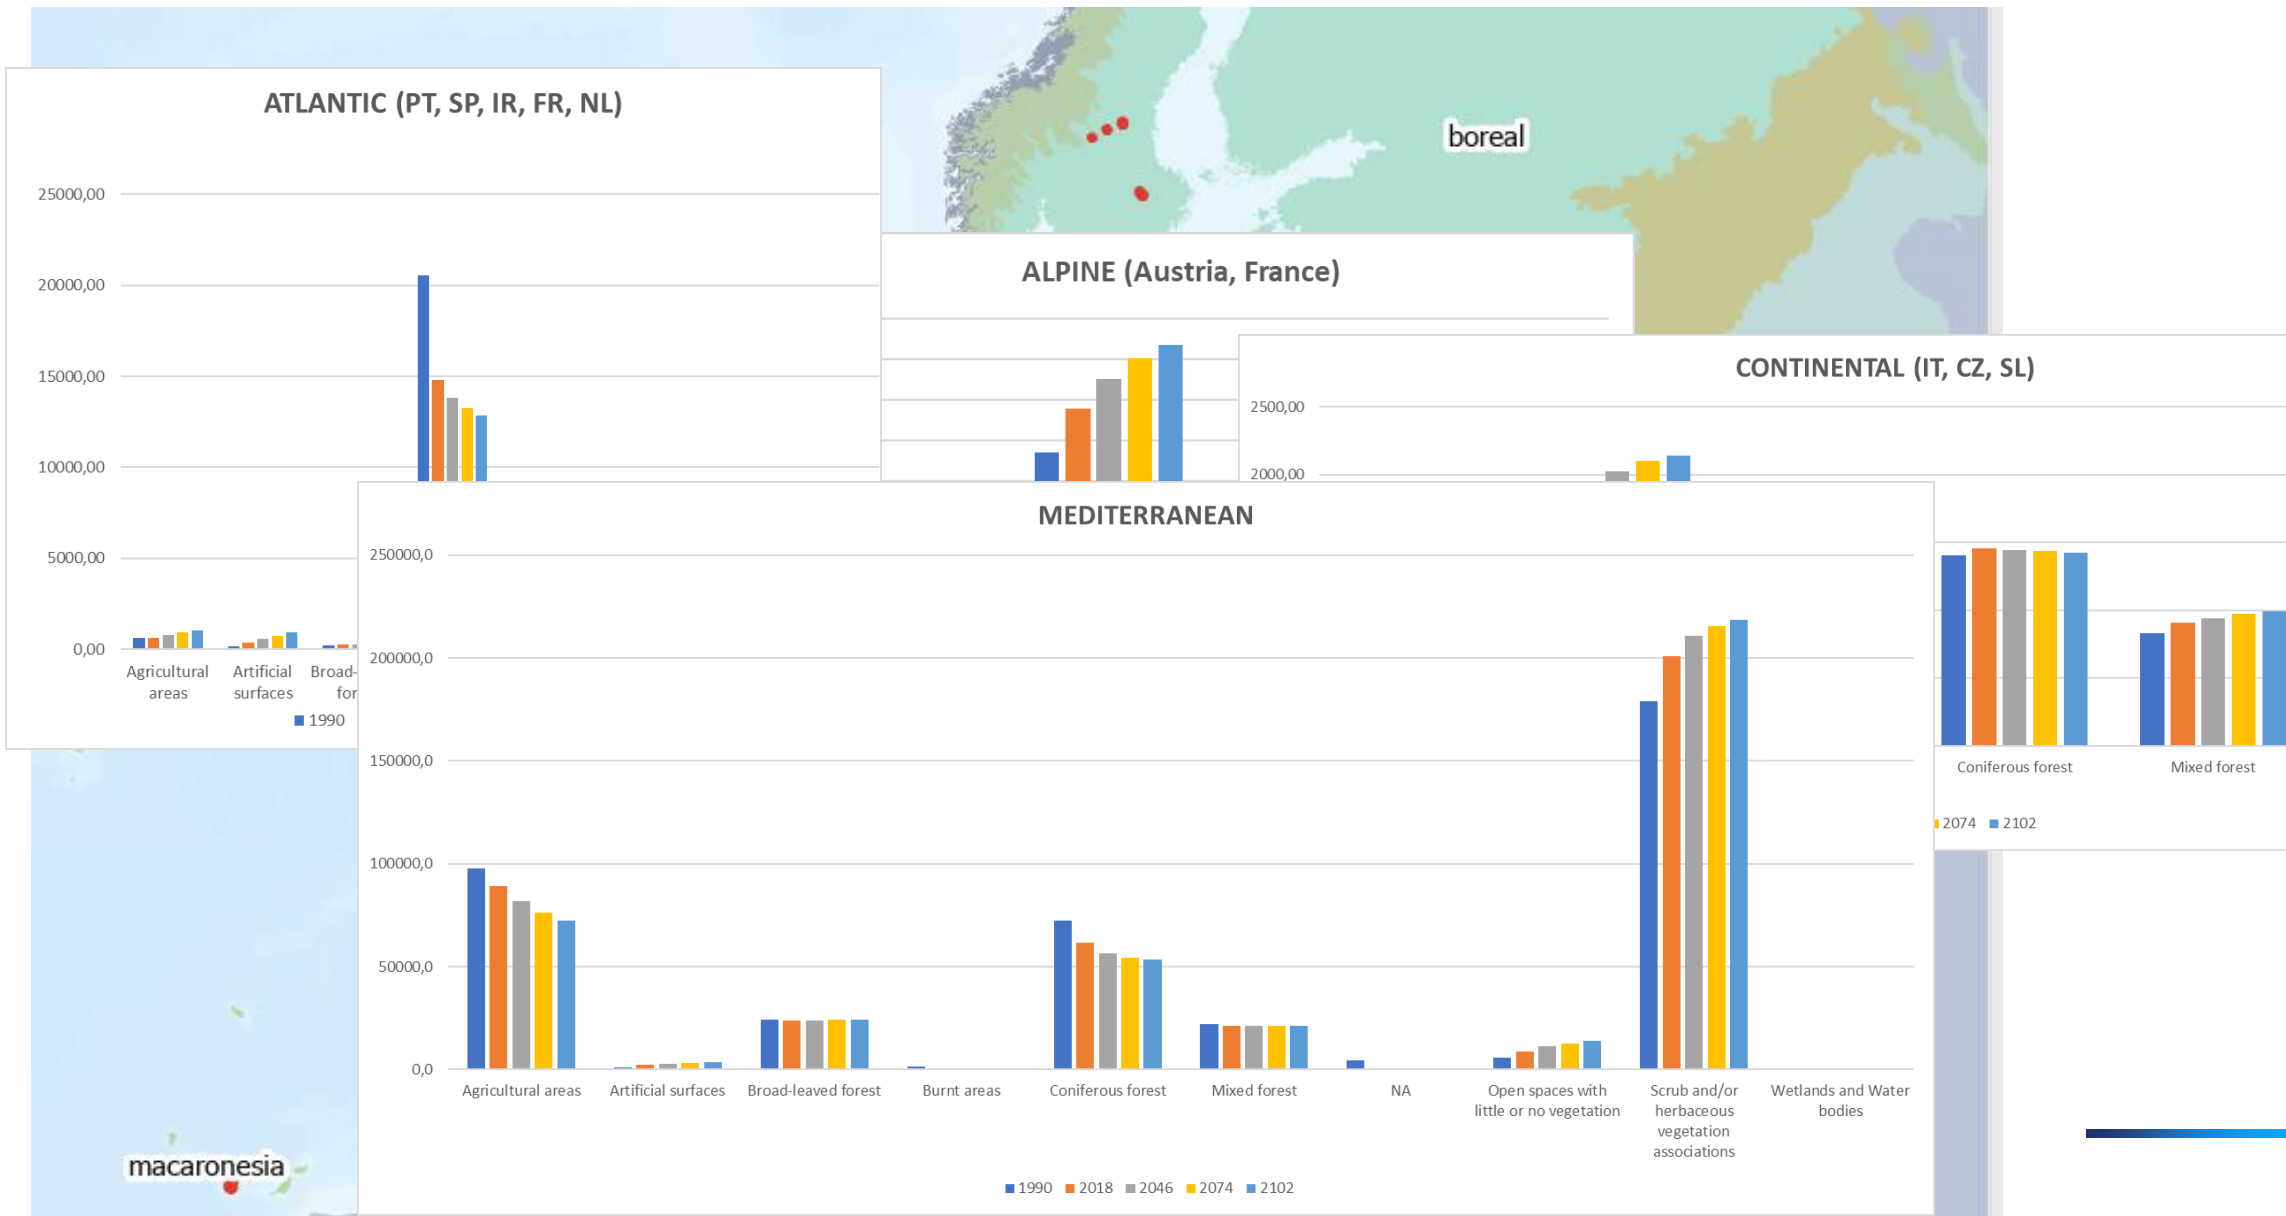 boreal
macaronesia
ATLANTIC (PT, SP, IR, FR, NL)
25000,00
20000,00
15000,00
10000,00
5000,00
0,00
Agricultural
areas
Artificial
surfaces
Broad-
for
1990
ALPINE (Austria, France)
CONTINENTAL (IT, CZ, SL)
2500,00
2000,00
Coniferous forest
Mixed forest
2074 2102
MEDITERRANEAN
250000,0
200000,0
150000,0
100000,0
50000,0
0,0
Agricultural areas
Artificial surfaces
Broad-leaved forest
Burnt areas
Coniferous forest
Mixed forest
NA
Open spaces with
little or no vegetation
Scrub and/or
herbaceous
vegetation
associations
Wetlands and Water
bodies
1990 2018 2046 2074 2102